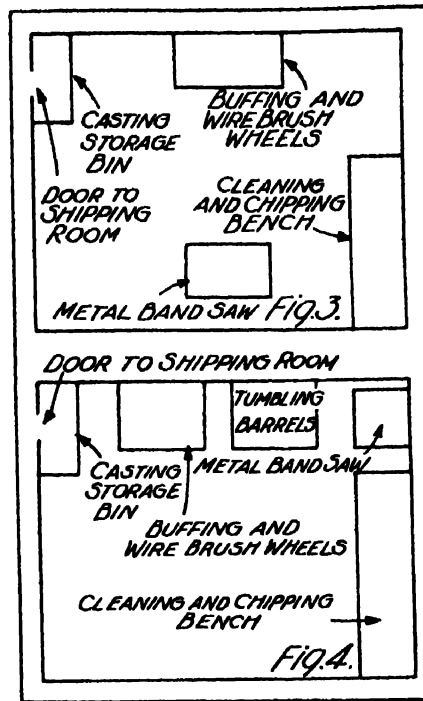 CASTING
STORAGE
BIN
BUFFING AND
WIRE BRUSH
WHEELS
DOOR TO
SHIPPING
ROOM
CLEANING
AND CHIPPING
BENCH
METAL BAND SAW
Fig.3.
DOOR TO SHIPPING ROOM
TUMBLING
BARRELS
CASTING
STORAGE
BIN
METAL BAND SAW
BUFFING AND
WIRE BRUSH WHEELS
CLEANING AND CHIPPING
BENCH
Fig.4.